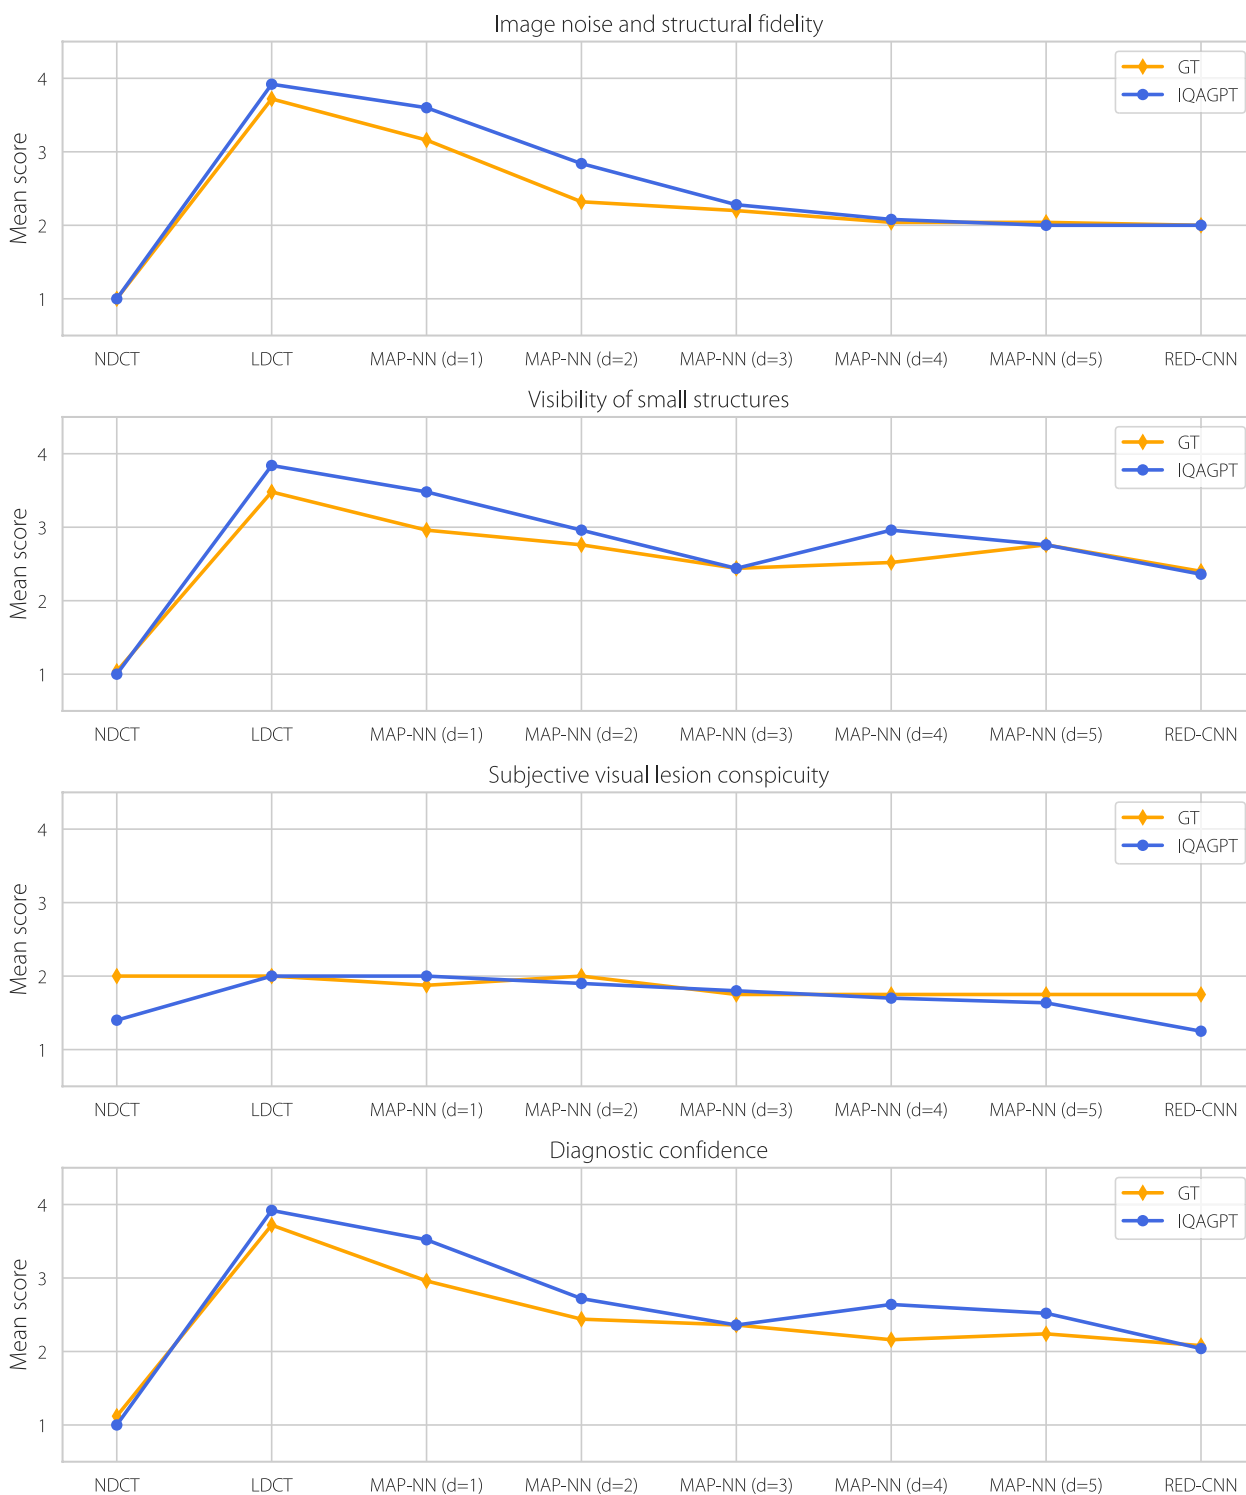 Image noise and structural fidelity
GT
IQAGPT
Mean score
4
3
2
1
NDCT LDCT MAP-NN (d=1) MAP-NN (d=2) MAP-NN (d=3) MAP-NN (d=4) MAP-NN (d=5) RED-CNN
Visibility of small structures
GT
IQAGPT
Mean score
4
3
2
1
NDCT LDCT MAP-NN (d=1) MAP-NN (d=2) MAP-NN (d=3) MAP-NN (d=4) MAP-NN (d=5) RED-CNN
Subjective visual lesion conspicuity
GT
IQAGPT
Mean score
4
3
2
1
NDCT LDCT MAP-NN (d=1) MAP-NN (d=2) MAP-NN (d=3) MAP-NN (d=4) MAP-NN (d=5) RED-CNN
Diagnostic confidence
GT
IQAGPT
Mean score
4
3
2
1
NDCT LDCT MAP-NN (d=1) MAP-NN (d=2) MAP-NN (d=3) MAP-NN (d=4) MAP-NN (d=5) RED-CNN